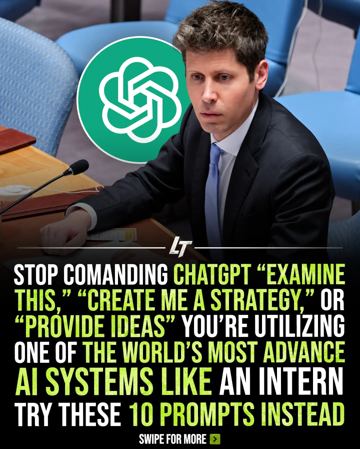 LT
STOP COMANDING CHATGPT “EXAMINE
THIS,” “CREATE ME A STRATEGY,” OR
“PROVIDE IDEAS” YOU’RE UTILIZING
ONE OF THE WORLD’S MOST ADVANCE
AI SYSTEMS LIKE AN INTERN
TRY THESE 10 PROMPTS INSTEAD
SWIPE FOR MORE